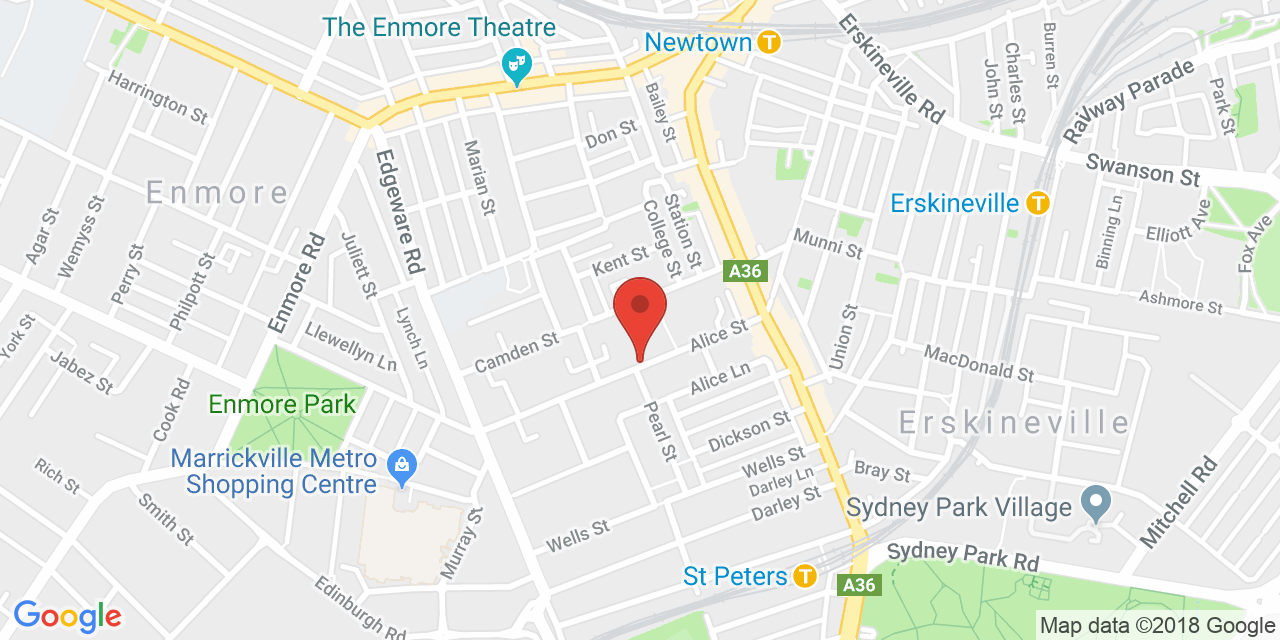 The Enmore Theatre
Newtown T
Erskineville Rd
Charles St
John St
Burren St
Railway Parade
Park St
Harrington St
Bailey St
Don St
Marian St
Edgeware Rd
Enmore
Swanson St
Erskineville T
Station St
College St
Kent St
Munni St
Binning Ln
Elliott Ave
Fox Ave
Agar St
Wemyss St
Perry St
Philpott St
Enmore Rd
Juliett St
Lynch Ln
A36
Ashmore St
York St
Jabez St
Llewellyn Ln
Camden St
Alice St
Union St
MacDonald St
Alice Ln
Cook Rd
Enmore Park
Pearl St
Dickson St
Erskineville
Marrickville Metro
Shopping Centre
Rich St
Smith St
Wells St
Darley Ln
Darley St
Bray St
Mitchell Rd
Sydney Park Village
Murray St
Wells St
Sydney Park Rd
St Peters T
A36
Edinburgh Rd
Google
Map data ©2018 Google